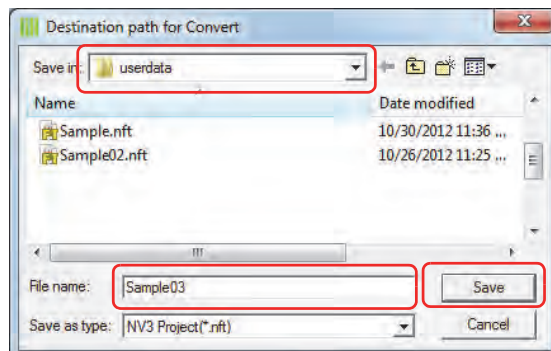 Destination path for Convert
Save in: userdata
Name Date modified
Sample.nft 10/30/2012 11:36 ...
Sample02.nft 10/26/2012 11:25 ...
File name: Sample03 Save
Save as type: NV3 Project(*.nft) Cancel